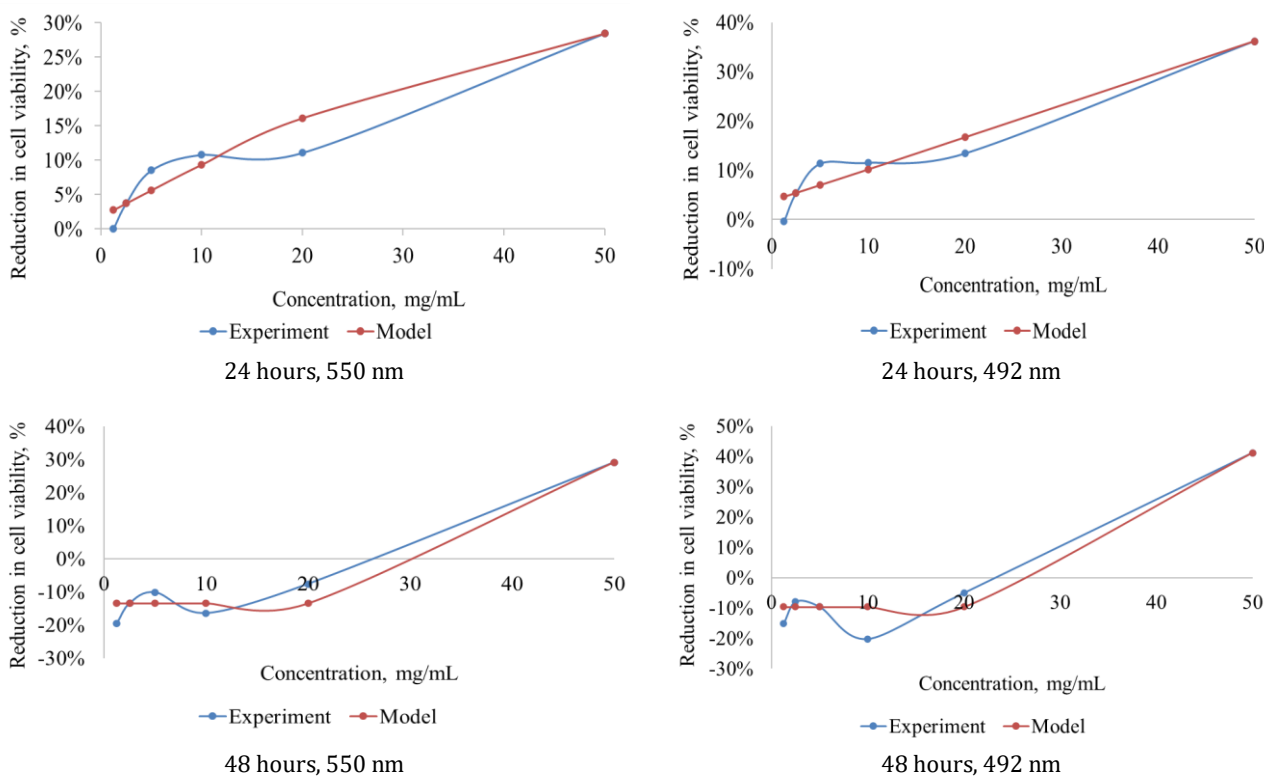 Reduction in cell viability, %
30%
25%
20%
15%
10%
5%
0%
0 10 20 30 40 50
Concentration, mg/mL
Experiment Model
24 hours, 550 nm
Reduction in cell viability, %
40%
30%
20%
10%
0%
-10%
0 10 20 30 40 50
Concentration, mg/mL
Experiment Model
24 hours, 492 nm
Reduction in cell viability, %
40%
30%
20%
10%
0%
-10%
-20%
-30%
0 10 20 30 40 50
Concentration, mg/mL
Experiment Model
48 hours, 550 nm
Reduction in cell viability, %
50%
40%
30%
20%
10%
0%
-10%
-20%
-30%
0 10 20 30 40 50
Concentration, mg/mL
Experiment Model
48 hours, 492 nm